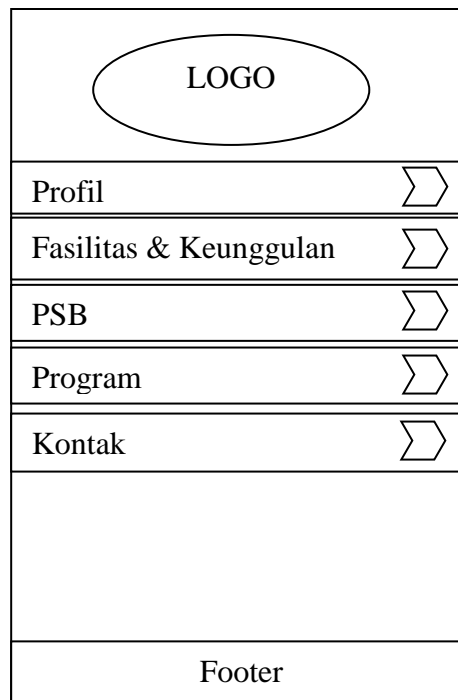 LOGO
Profil
Fasilitas & Keunggulan
PSB
Program
Kontak
Footer